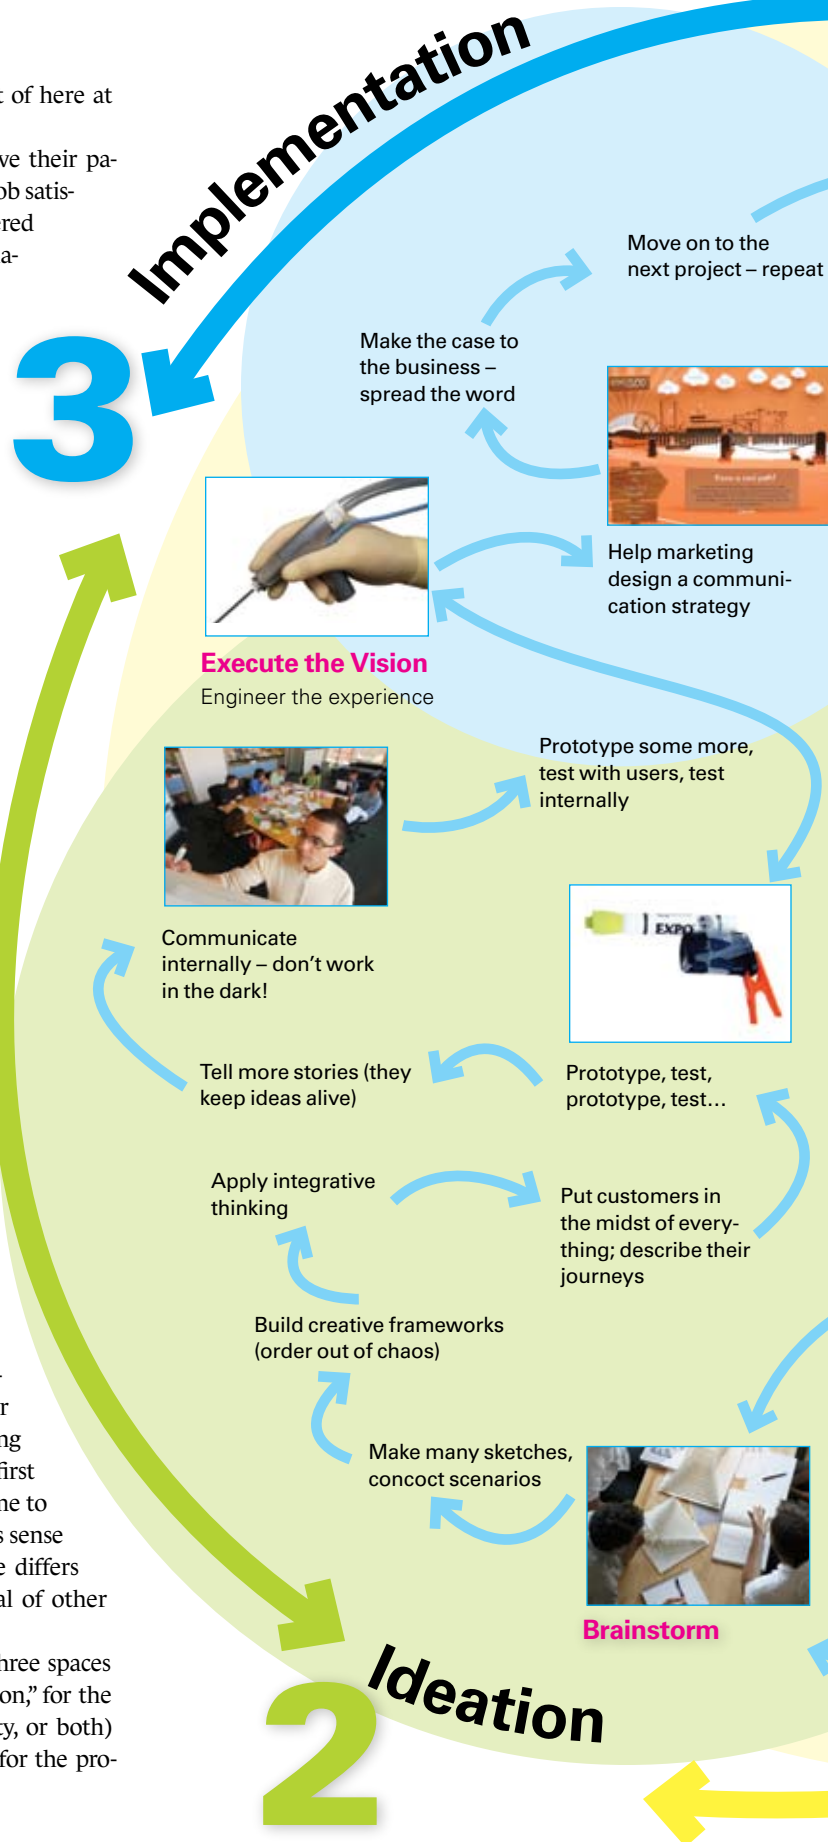 of here at
ve their pa-
ob satis-
ered
a-
Implementation
3
Move on to the
next project – repeat
Make the case to
the business –
spread the word
Help marketing
design a communi-
cation strategy
Execute the Vision
Engineer the experience
Prototype some more,
test with users, test
internally
EXPO
Communicate
internally – don’t work
in the dark!
Tell more stories (they
keep ideas alive)
Prototype, test,
prototype, test…
Apply integrative
thinking
Put customers in
the midst of every-
thing; describe their
journeys
Build creative frameworks
(order out of chaos)
Make many sketches,
concoct scenarios
Brainstorm
Ideation
2
-
r
ng
first
ne to
s sense
e differs
al of other
hree spaces
on,” for the
ty, or both)
for the pro-